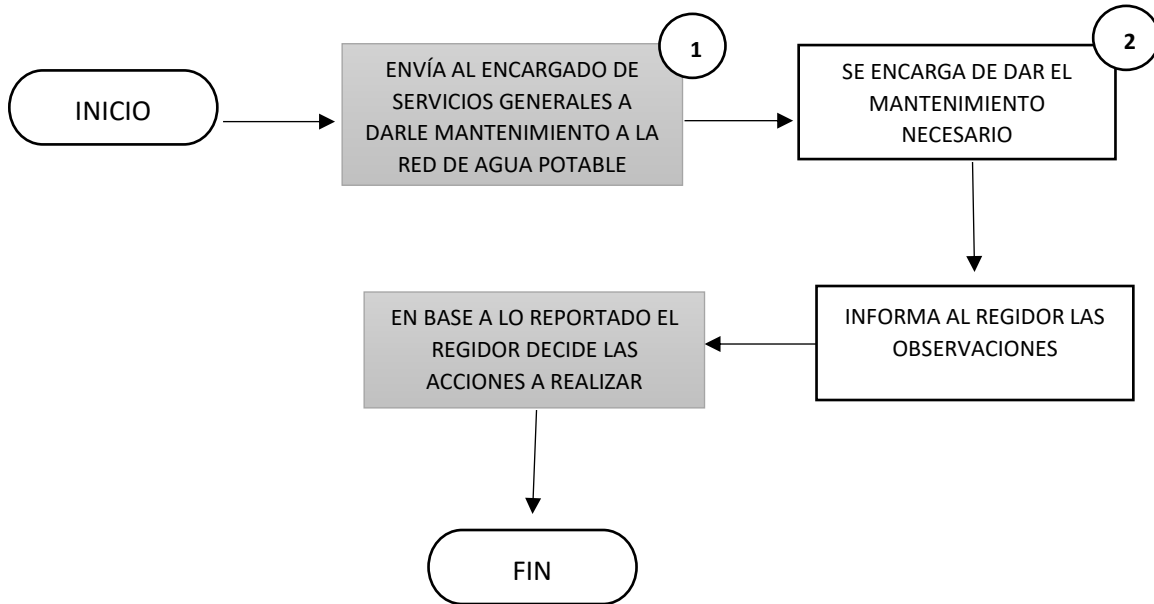 INICIO
1
ENVÍA AL ENCARGADO DE
SERVICIOS GENERALES A
DARLE MANTENIMIENTO A LA
RED DE AGUA POTABLE
2
SE ENCARGA DE DAR EL
MANTENIMIENTO
NECESARIO
INFORMA AL REGIDOR LAS
OBSERVACIONES
EN BASE A LO REPORTADO EL
REGIDOR DECIDE LAS
ACCIONES A REALIZAR
FIN